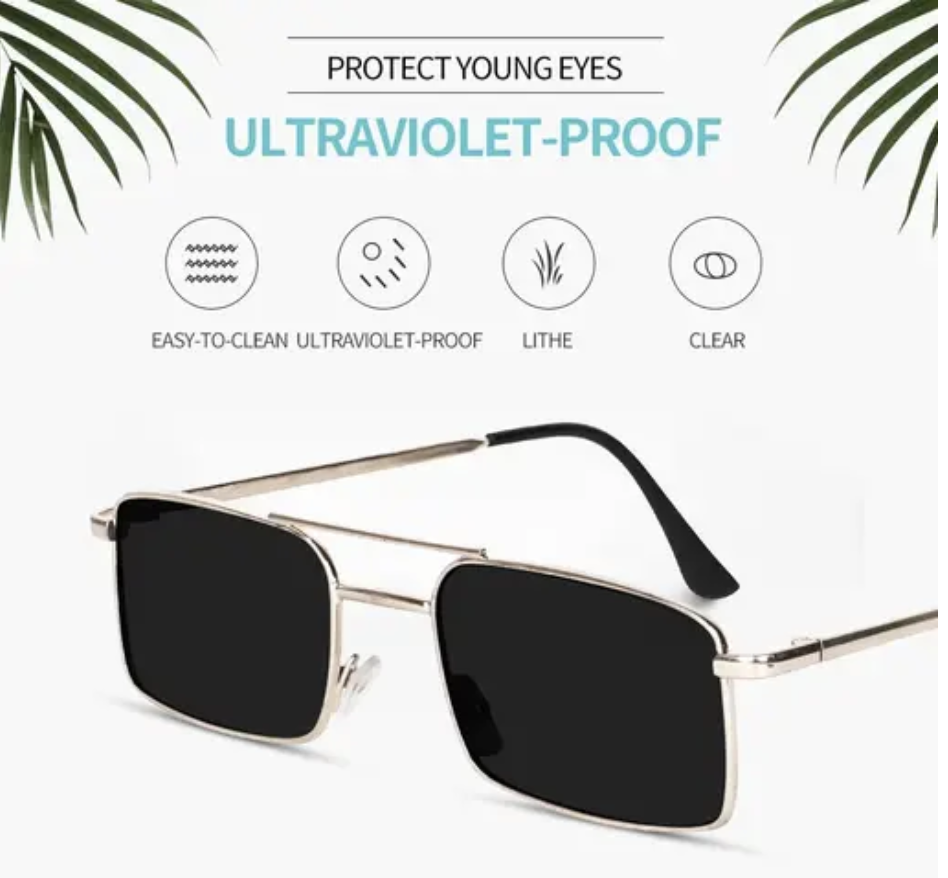 PROTECT YOUNG EYES
ULTRAVIOLET-PROOF
EASY-TO-CLEAN ULTRAVIOLET-PROOF LITHE CLEAR